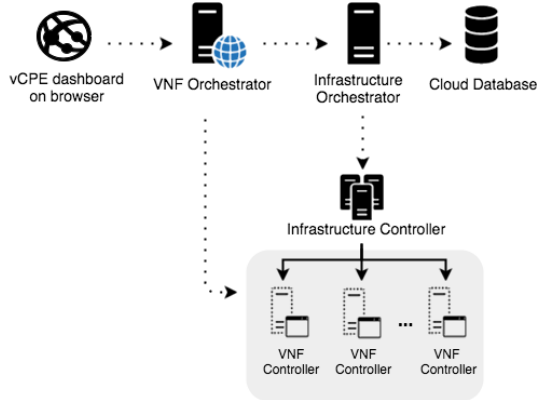 vCPE dashboard
on browser
VNF Orchestrator
Infrastructure
Orchestrator
Cloud Database
Infrastructure Controller
...
VNF
Controller
VNF
Controller
VNF
Controller